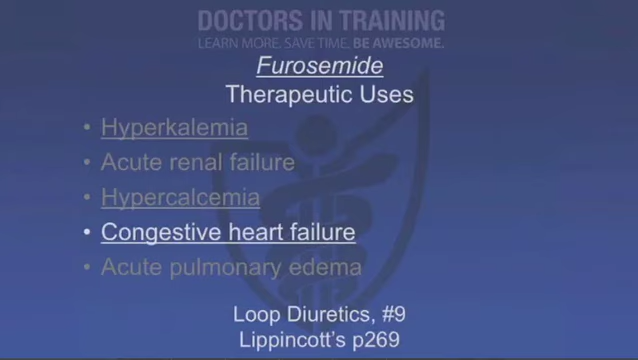 DOCTORS IN TRAINING
LEARN MORE. SAVE TIME. BE AWESOME.
Furosemide
Therapeutic Uses
• Hyperkalemia
• Acute renal failure
• Hypercalcemia
• Congestive heart failure
• Acute pulmonary edema
Loop Diuretics, #9
Lippincott's p269